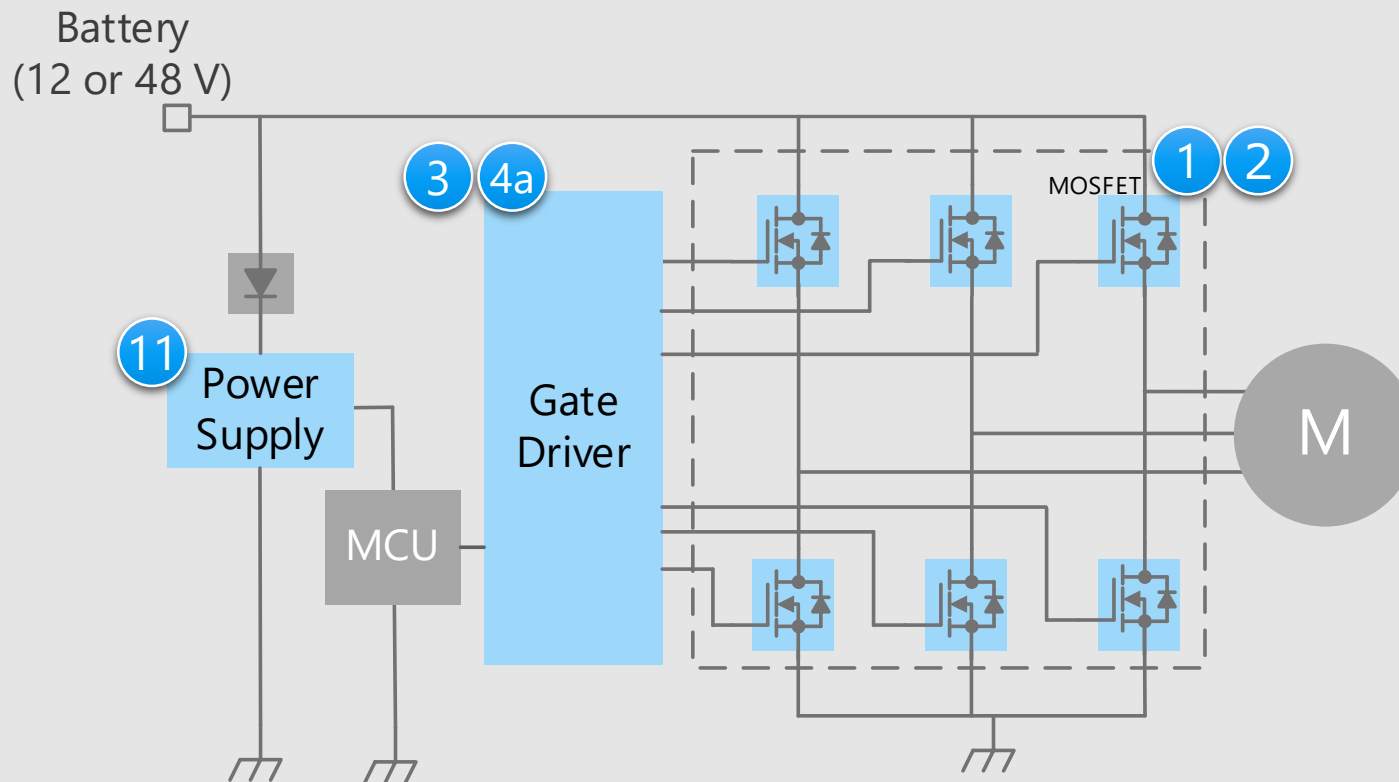 Battery
(12 or 48 V)
3
4a
1
2
MOSFET
11
Power
Supply
Gate
Driver
M
MCU